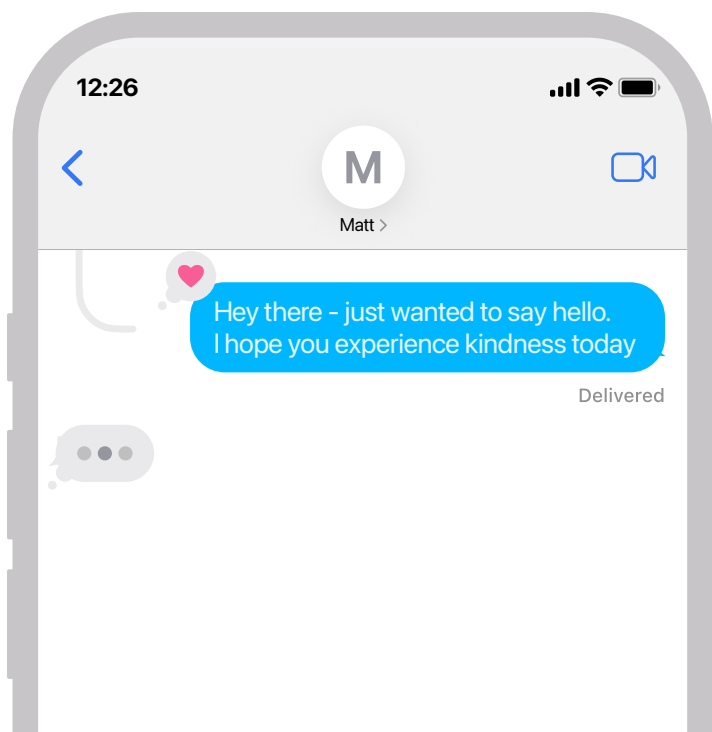 12:26
M
Matt
Hey there - just wanted to say hello.
I hope you experience kindness today
Delivered